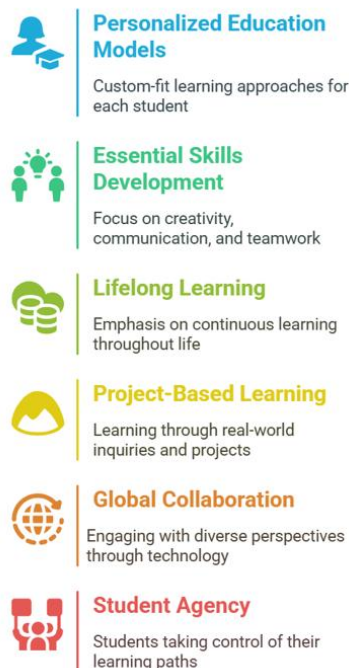 Personalized Education
Models
Custom-fit learning approaches for
each student
Essential Skills
Development
Focus on creativity,
communication, and teamwork
Lifelong Learning
Emphasis on continuous learning
throughout life
Project-Based Learning
Learning through real-world
inquiries and projects
Global Collaboration
Engaging with diverse perspectives
through technology
Student Agency
Students taking control of their
learning paths